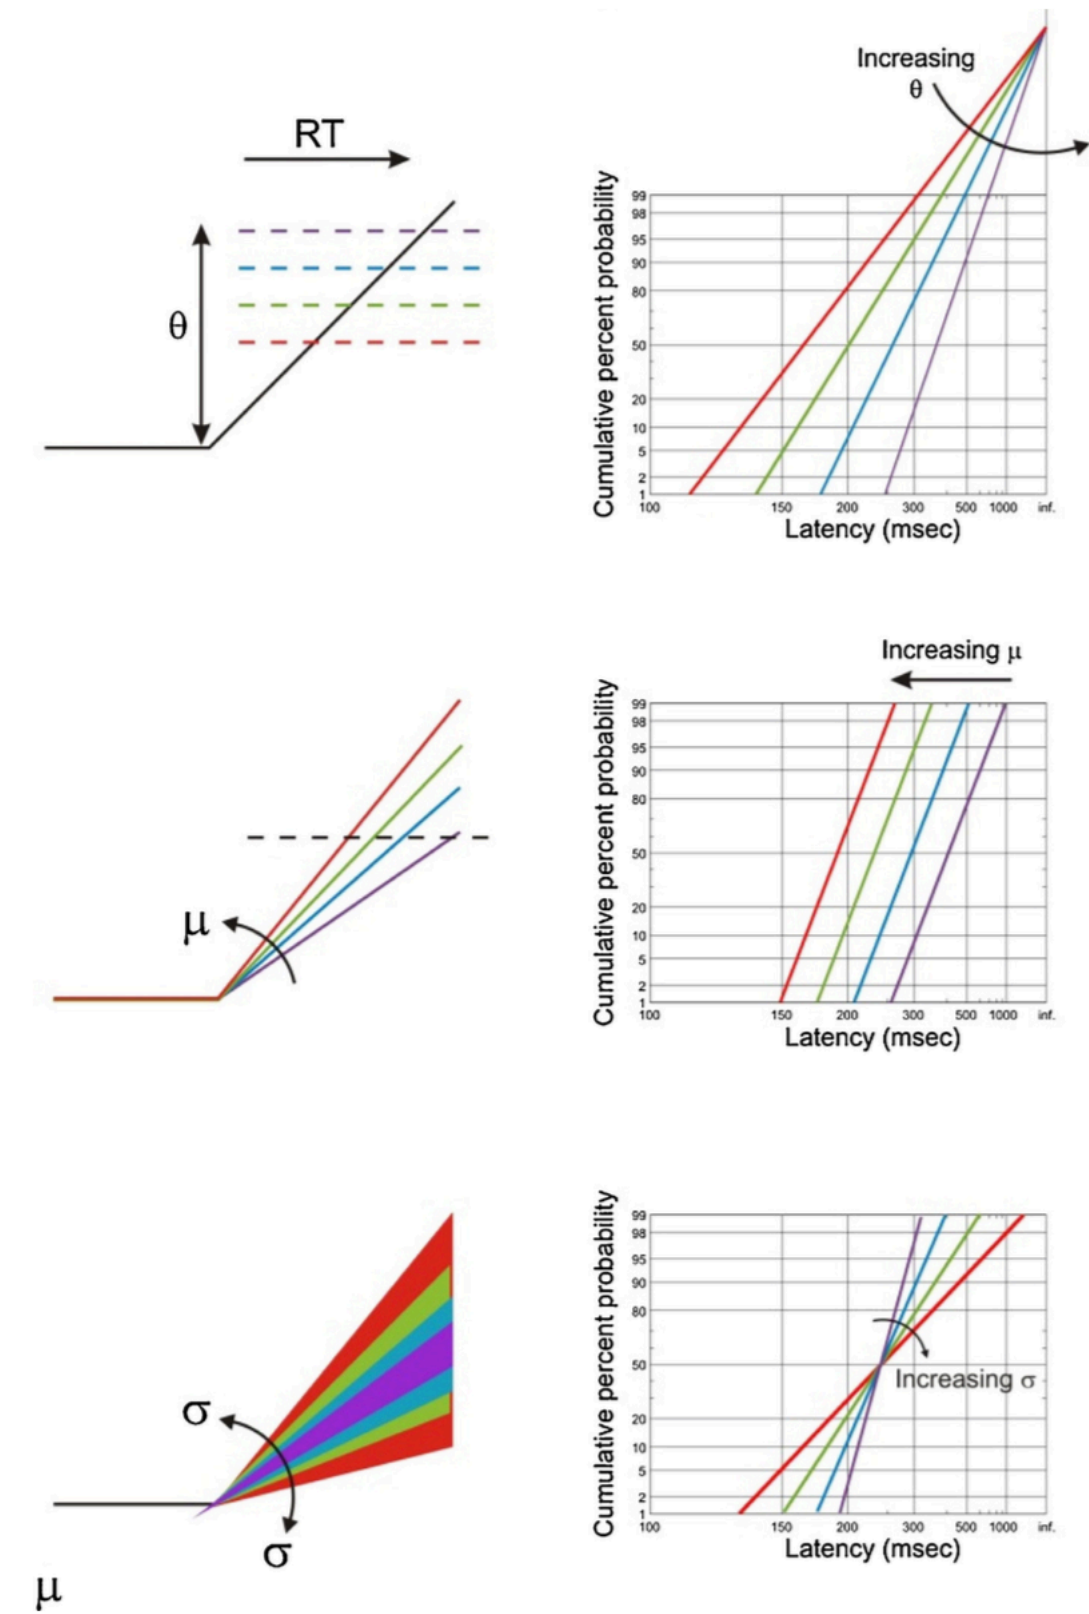 RT
θ
Increasing
θ
Cumulative percent probability
99
98
95
90
80
50
20
10
5
2
1
100 150 200 300 500 1000 inf.
Latency (msec)
μ
Increasing μ
Cumulative percent probability
99
98
95
90
80
50
20
10
5
2
1
100 150 200 300 500 1000 inf.
Latency (msec)
σ
σ
μ
Increasing σ
Cumulative percent probability
99
98
95
90
80
50
20
10
5
2
1
100 150 200 300 500 1000 inf.
Latency (msec)